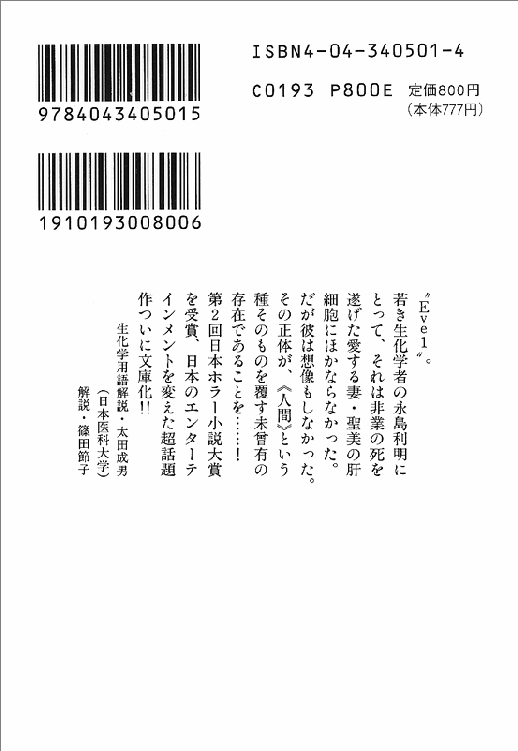 ISBN4-04-340501-4
C0193 P800E 定価800円
(本体777円)
9784043405015
1910193008006
〝Eve1〟。
若き生化学者の永島利明に
とって、それは非業の死を
遂げた愛する妻・聖美の肝
細胞にほかならなかった。
だが彼は想像もしなかった。
その正体が、《人間》という
種そのものを覆す未曾有の
存在であることを……！
第2回日本ホラー小説大賞
を受賞、日本のエンターテ
インメントを変えた超話題
作ついに文庫化!!
生化学用語解説・太田成男
（日本医科大学）
解説・篠田節子